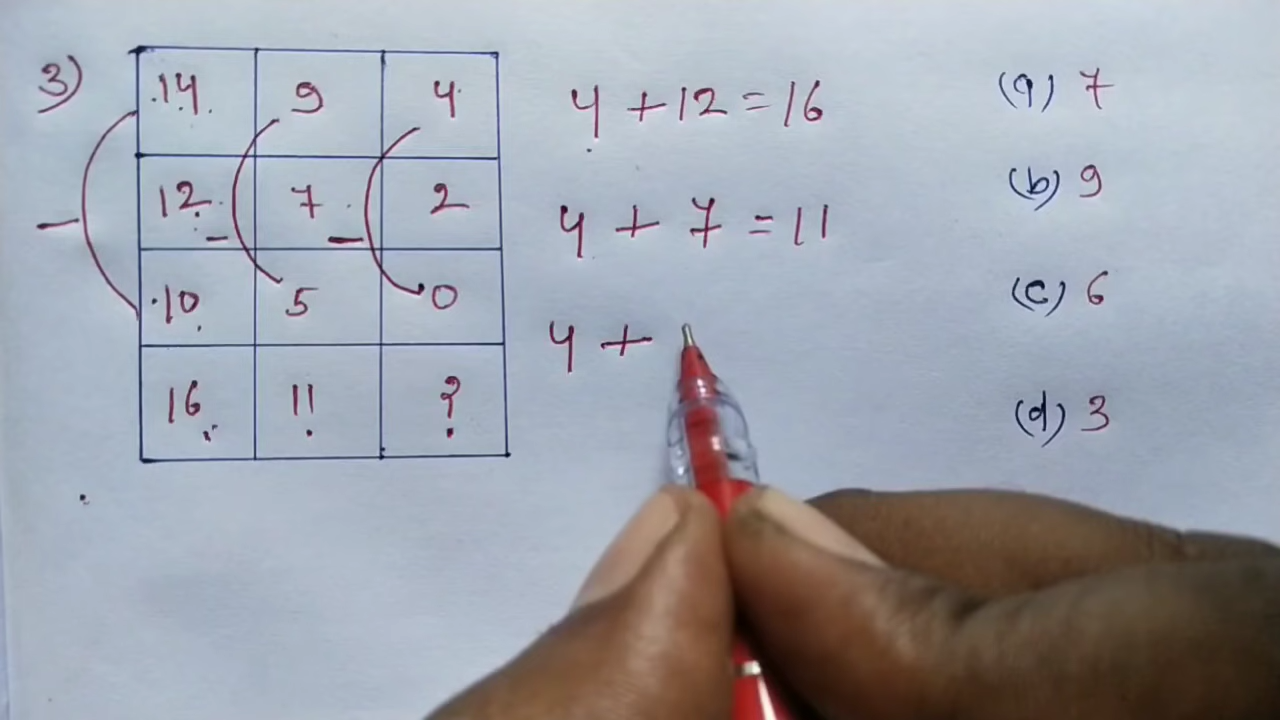 3)
14 9 4
12 7 2
10 5 0
16 11 ?
4 + 12 = 16
4 + 7 = 11
4 +
(a) 7
(b) 9
(c) 6
(d) 3